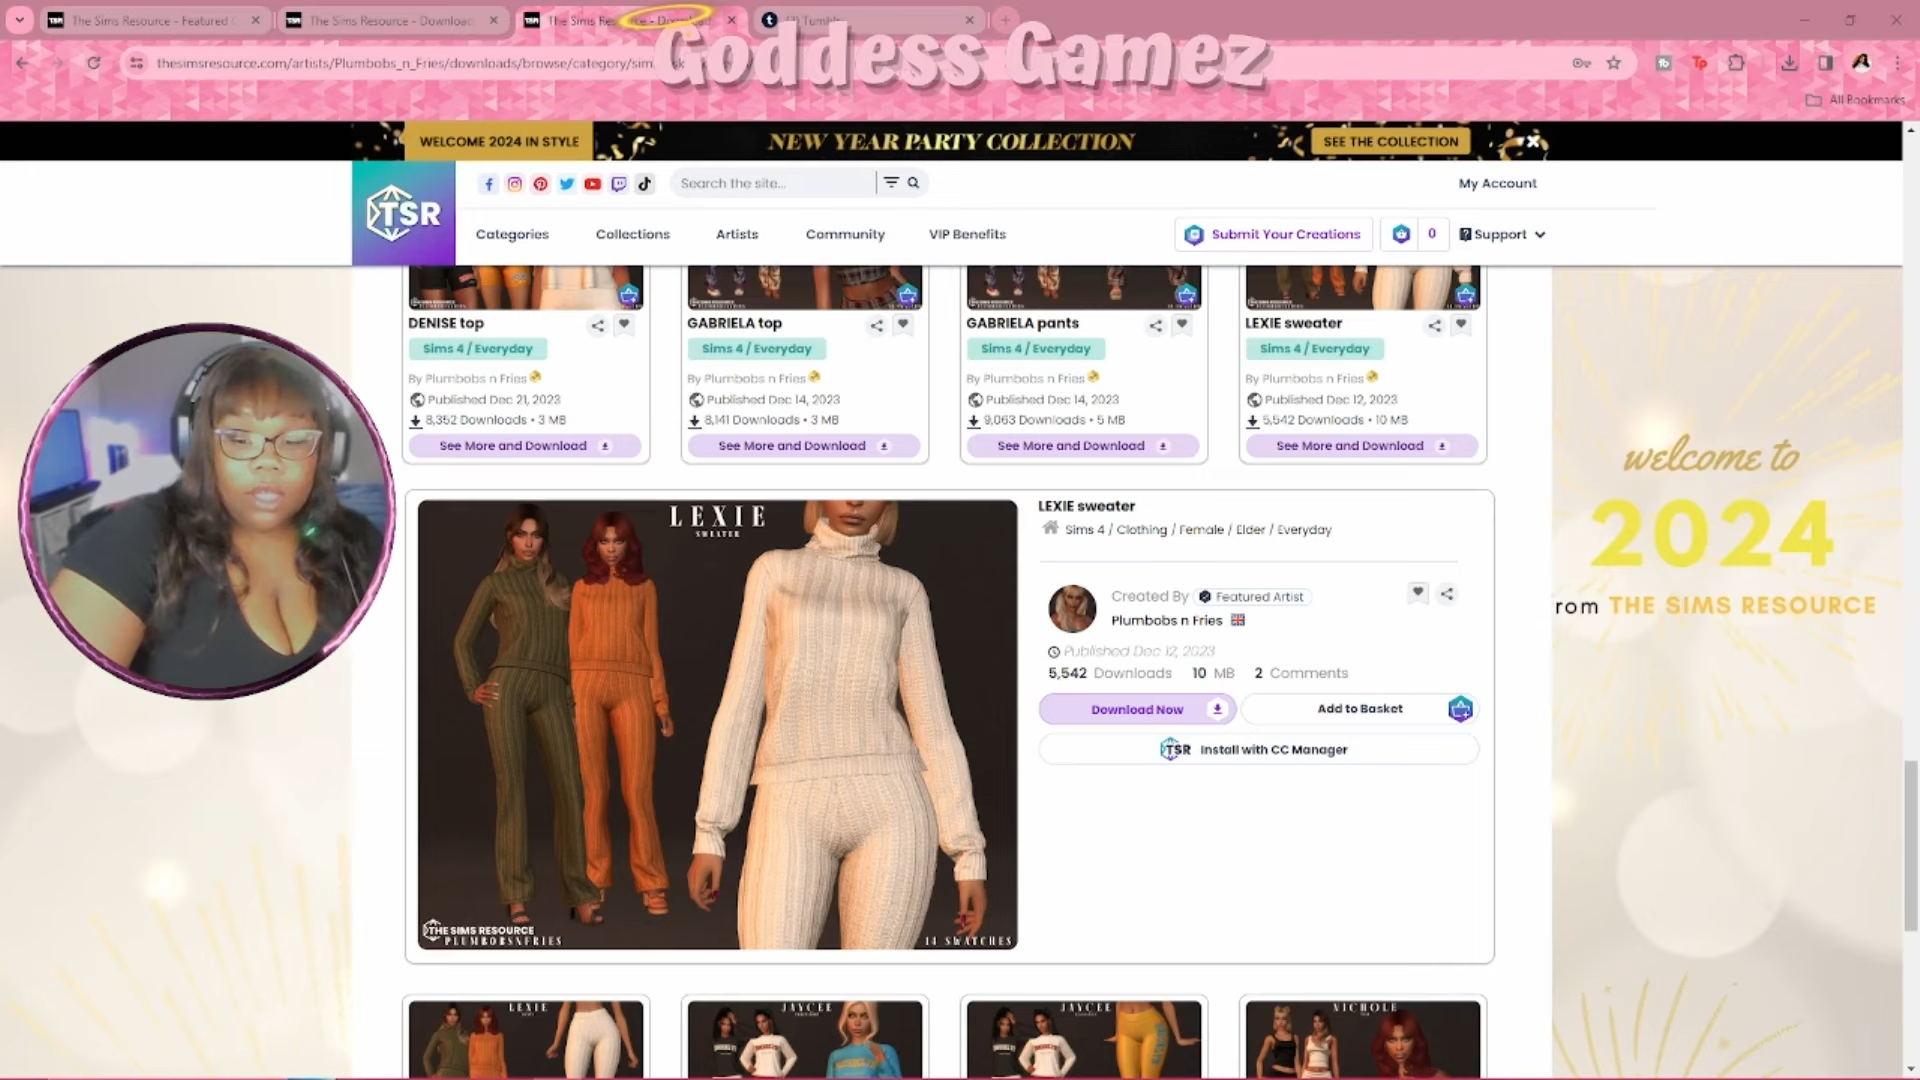 The Sims Resource - Featured C
The Sims Resource - Download
The Sims Res
(7) Tumblr
Goddess Gamez
thesimsresource.com/artists/Plumbobs_n_Fries/downloads/browse/category/sim
All Bookmarks
WELCOME 2024 IN STYLE
NEW YEAR PARTY COLLECTION
SEE THE COLLECTION
TSR
Search the site...
My Account
Categories
Collections
Artists
Community
VIP Benefits
Submit Your Creations
0
Support
DENISE top
Sims 4 / Everyday
By Plumbobs n Fries
Published Dec 21, 2023
8,352 Downloads • 3 MB
See More and Download
GABRIELA top
Sims 4 / Everyday
By Plumbobs n Fries
Published Dec 14, 2023
8,141 Downloads • 3 MB
See More and Download
GABRIELA pants
Sims 4 / Everyday
By Plumbobs n Fries
Published Dec 14, 2023
9,063 Downloads • 5 MB
See More and Download
LEXIE sweater
Sims 4 / Everyday
By Plumbobs n Fries
Published Dec 12, 2023
5,542 Downloads • 10 MB
See More and Download
LEXIE
SWEATER
THE SIMS RESOURCE
PLUMBOBSNFRIES
14 SWATCHES
LEXIE sweater
Sims 4 / Clothing / Female / Elder / Everyday
Created By Featured Artist
Plumbobs n Fries
Published Dec 12, 2023
5,542 Downloads 10 MB 2 Comments
Download Now
Add to Basket
TSR Install with CC Manager
welcome to
2024
rom THE SIMS RESOURCE
LEXIE
JAYCEE
JAYCEE
NICHOLE